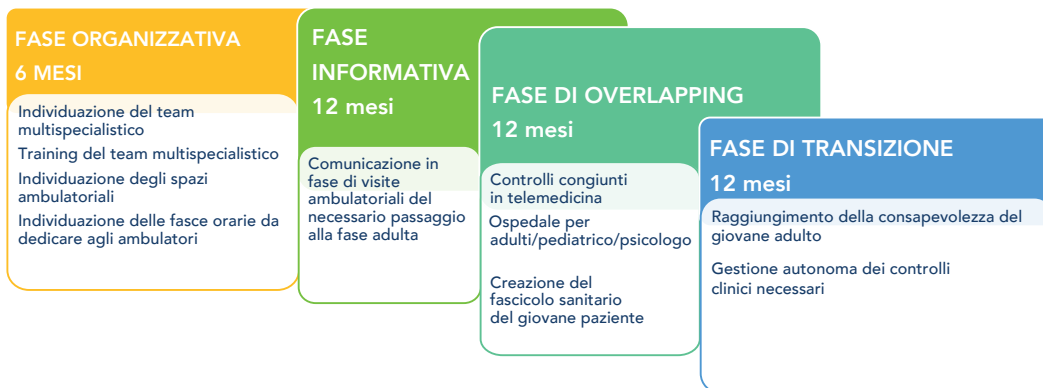 FASE ORGANIZZATIVA
6 MESI
Individuazione del team
multispecialistico
Training del team multispecialistico
Individuazione degli spazi
ambulatoriali
Individuazione delle fasce orarie da
dedicare agli ambulatori
FASE
INFORMATIVA
12 mesi
Comunicazione in
fase di visite
ambulatoriali del
necessario passaggio
alla fase adulta
FASE DI OVERLAPPING
12 mesi
Controlli congiunti
in telemedicina
Ospedale per
adulti/pediatrico/psicologo
Creazione del
fascicolo sanitario
del giovane paziente
FASE DI TRANSIZIONE
12 mesi
Raggiungimento della consapevolezza del
giovane adulto
Gestione autonoma dei controlli
clinici necessari